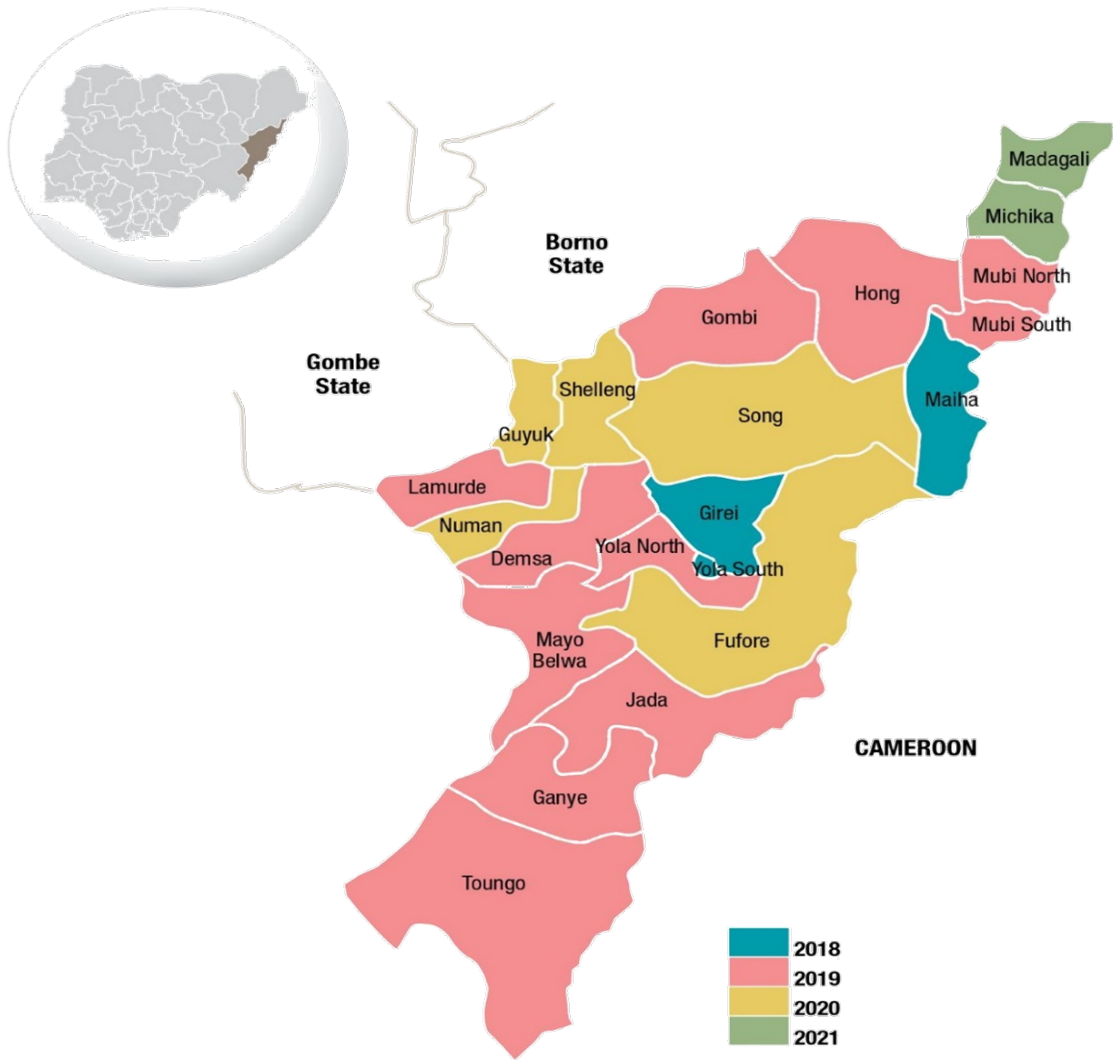 Madagali
Michika
Borno
State
Mubi North
Hong
Gombi
Mubi South
Gombe
State
Shelleng
Maiha
Song
Guyuk
Lamurde
Girei
Numan
Yola North
Demsa
Yola South
Mayo
Belwa
Fufore
Jada
CAMEROON
Ganye
Toungo
2018
2019
2020
2021